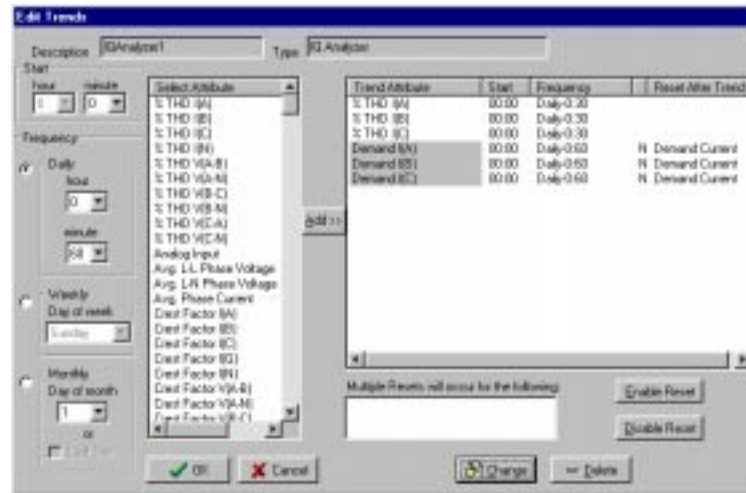 Edit Trends
Description IQAnalyzer1 Type IQ Analyzer
Start
hour minute
0
Frequency
Daily
hour
0
minute
60
Weekly
Day of week
Sunday
Monthly
Day of month
1
or
Select Attribute
% THD I(A)
% THD I(B)
% THD I(C)
% THD I(N)
% THD V(A-B)
% THD V(A-N)
% THD V(B-C)
% THD V(B-N)
% THD V(C-A)
% THD V(C-N)
Analog Input
Avg. L-L Phase Voltage
Avg. L-N Phase Voltage
Avg. Phase Current
Crest Factor I(A)
Crest Factor I(B)
Crest Factor I(C)
Crest Factor I(G)
Crest Factor I(N)
Crest Factor V(A-B)
Crest Factor V(A-N)
Crest Factor V(B-C)
Add >>
Trend Attribute Start Frequency Reset After Trend
% THD I(A) 00:00 Daily-0:30
% THD I(B) 00:00 Daily-0:30
% THD I(C) 00:00 Daily-0:30
Demand I(A) 00:00 Daily-0:60 N Demand Current
Demand I(B) 00:00 Daily-0:60 N Demand Current
Demand I(C) 00:00 Daily-0:60 N Demand Current
Multiple Resets will occur for the following:
Enable Reset
Disable Reset
OK Cancel Change Delete